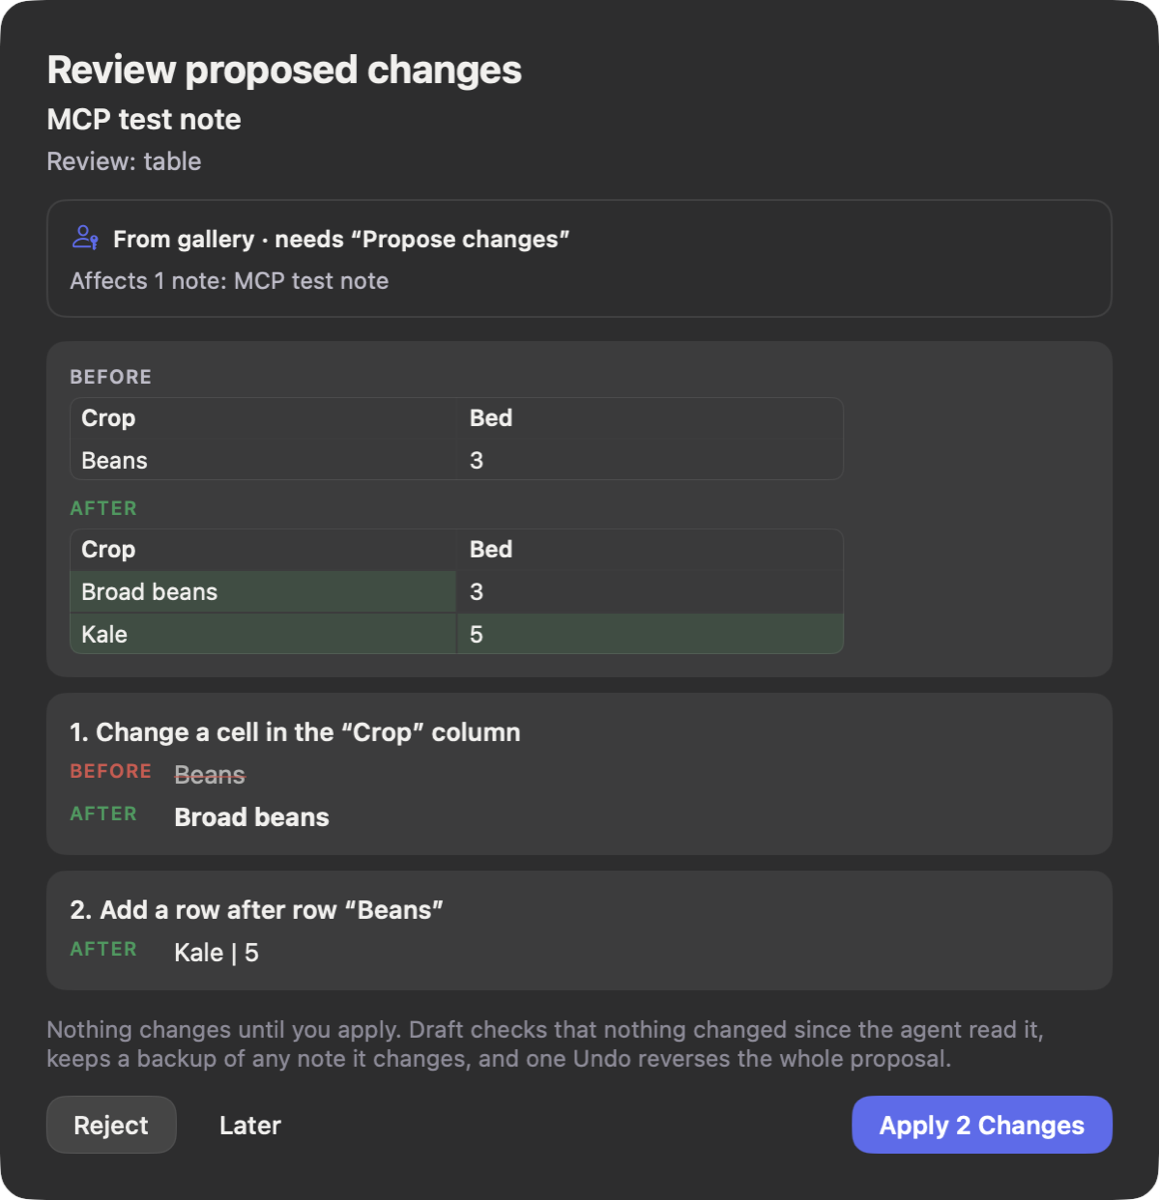 Review proposed changes
MCP test note
Review: table
From gallery · needs “Propose changes”
Affects 1 note: MCP test note
BEFORE
Crop Bed
Beans 3
AFTER
Crop Bed
Broad beans 3
Kale 5
1. Change a cell in the “Crop” column
BEFORE Beans
AFTER Broad beans
2. Add a row after row “Beans”
AFTER Kale | 5
Nothing changes until you apply. Draft checks that nothing changed since the agent read it,
keeps a backup of any note it changes, and one Undo reverses the whole proposal.
Reject Later Apply 2 Changes